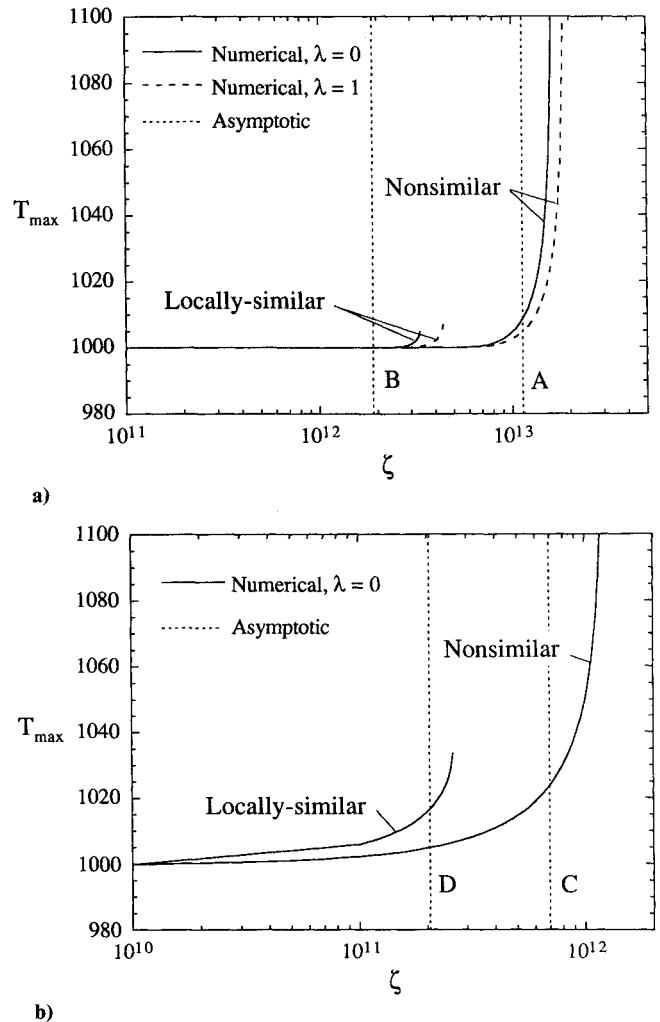 1100
1080
1060
1040
1020
1000
980
T_max
Numerical, λ = 0
Numerical, λ = 1
Asymptotic
Nonsimilar
Locally-similar
B
A
10^11
10^12
10^13
ζ
a)
1100
1080
1060
1040
1020
1000
980
T_max
Numerical, λ = 0
Asymptotic
Nonsimilar
Locally-similar
D
C
10^10
10^11
10^12
ζ
b)